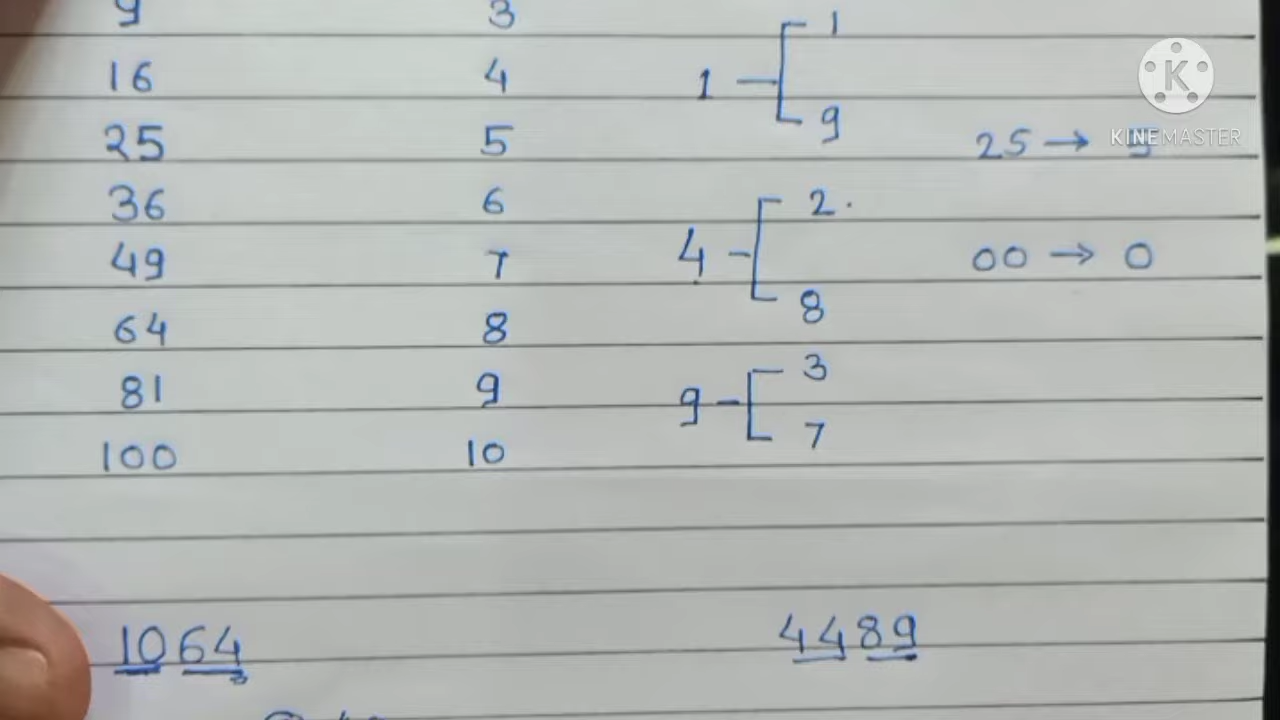 9 3 1 1
16 4 9
25 5 25 → 5
36 6 4 2.
49 7 8 00 → 0
64 8
81 9 9 3
100 10 7
1064 4489
KINEMASTER